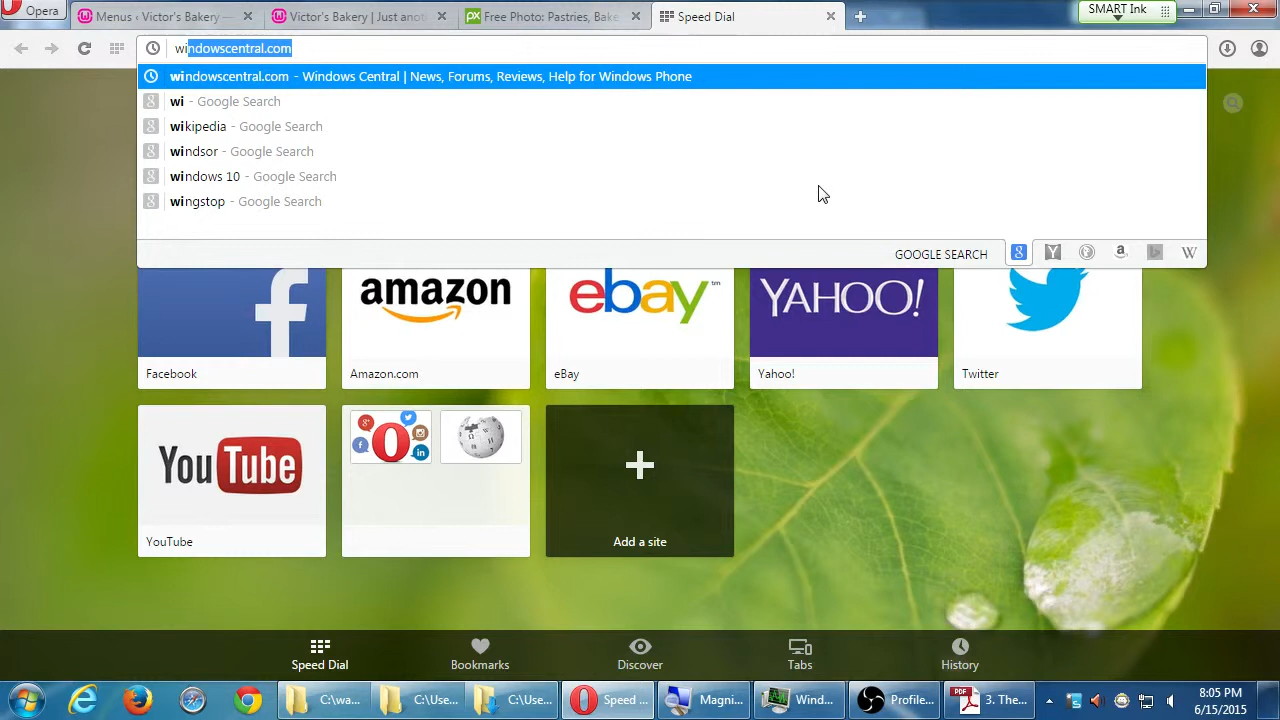 Opera
Menus ‹ Victor's Bakery —
Victor's Bakery | Just anot
Free Photo: Pastries, Bake
Speed Dial
SMART Ink
windowscentral.com
windowscentral.com - Windows Central | News, Forums, Reviews, Help for Windows Phone
wi - Google Search
wikipedia - Google Search
windsor - Google Search
windows 10 - Google Search
wingstop - Google Search
GOOGLE SEARCH
amazon
ebay™
YAHOO!
Facebook
Amazon.com
eBay
Yahoo!
Twitter
YouTube
YouTube
Add a site
Speed Dial
Bookmarks
Discover
Tabs
History
C:\wa...
C:\Use...
C:\Use...
Speed ...
Magni...
Wind...
Profile...
3. The...
8:05 PM
6/15/2015